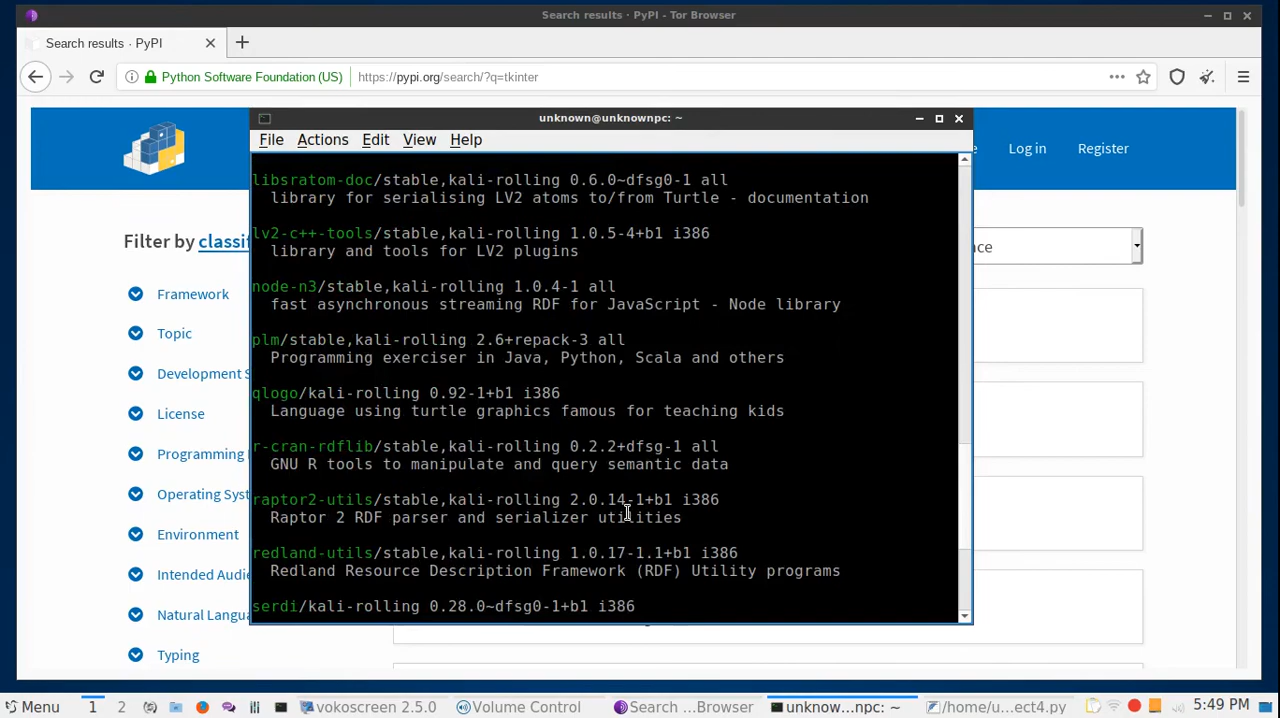 Search results · PyPI - Tor Browser
Search results · PyPI
Python Software Foundation (US)
https://pypi.org/search/?q=tkinter
Log in
Register
unknown@unknownpc: ~
File Actions Edit View Help
libsratom-doc/stable,kali-rolling 0.6.0~dfsg0-1 all
library for serialising LV2 atoms to/from Turtle - documentation
lv2-c++-tools/stable,kali-rolling 1.0.5-4+b1 i386
library and tools for LV2 plugins
node-n3/stable,kali-rolling 1.0.4-1 all
fast asynchronous streaming RDF for JavaScript - Node library
plm/stable,kali-rolling 2.6+repack-3 all
Programming exerciser in Java, Python, Scala and others
qlogo/kali-rolling 0.92-1+b1 i386
Language using turtle graphics famous for teaching kids
r-cran-rdflib/stable,kali-rolling 0.2.2+dfsg-1 all
GNU R tools to manipulate and query semantic data
raptor2-utils/stable,kali-rolling 2.0.14-1+b1 i386
Raptor 2 RDF parser and serializer utilities
redland-utils/stable,kali-rolling 1.0.17-1.1+b1 i386
Redland Resource Description Framework (RDF) Utility programs
serdi/kali-rolling 0.28.0~dfsg0-1+b1 i386
Filter by classif
Framework
Topic
Development S
License
Programming
Operating Sys
Environment
Intended Audie
Natural Langua
Typing
Menu
1
2
vokoscreen 2.5.0
Volume Control
Search ...Browser
unknow...npc: ~
/home/u...ect4.py
5:49 PM